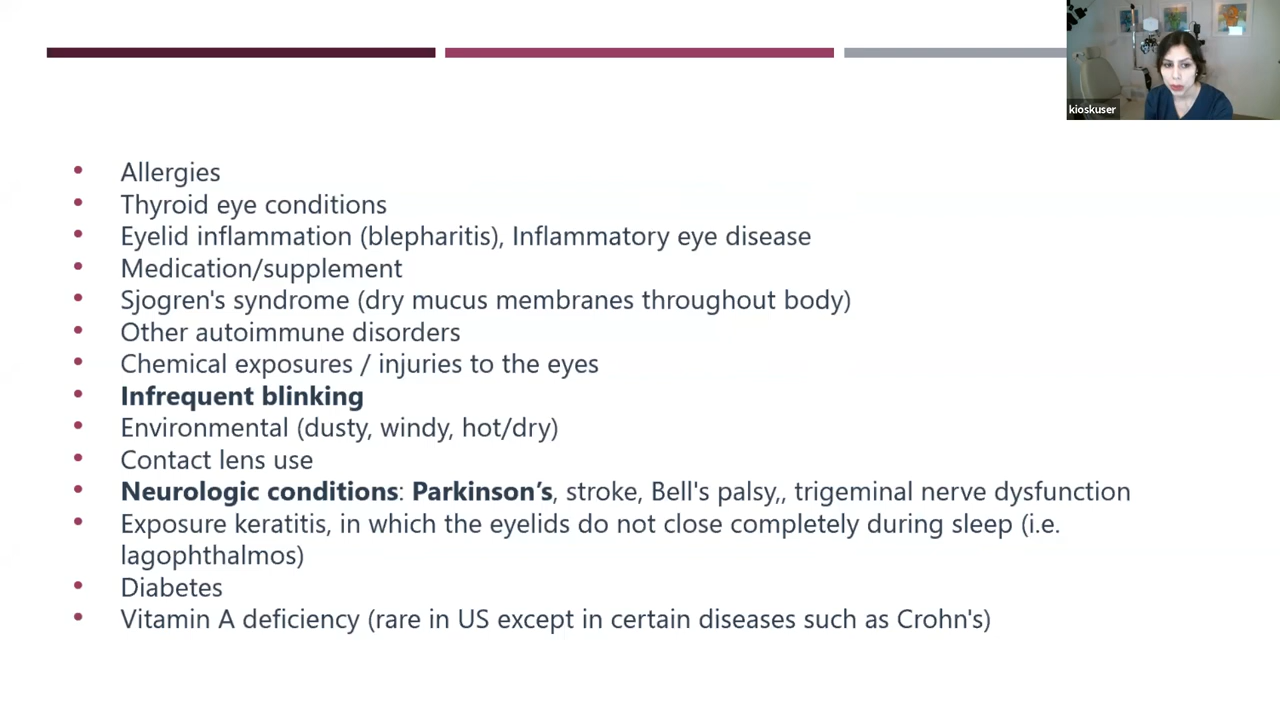 kioskuser
• Allergies
• Thyroid eye conditions
• Eyelid inflammation (blepharitis), Inflammatory eye disease
• Medication/supplement
• Sjogren's syndrome (dry mucus membranes throughout body)
• Other autoimmune disorders
• Chemical exposures / injuries to the eyes
• Infrequent blinking
• Environmental (dusty, windy, hot/dry)
• Contact lens use
• Neurologic conditions: Parkinson’s, stroke, Bell's palsy,, trigeminal nerve dysfunction
• Exposure keratitis, in which the eyelids do not close completely during sleep (i.e.
lagophthalmos)
• Diabetes
• Vitamin A deficiency (rare in US except in certain diseases such as Crohn's)